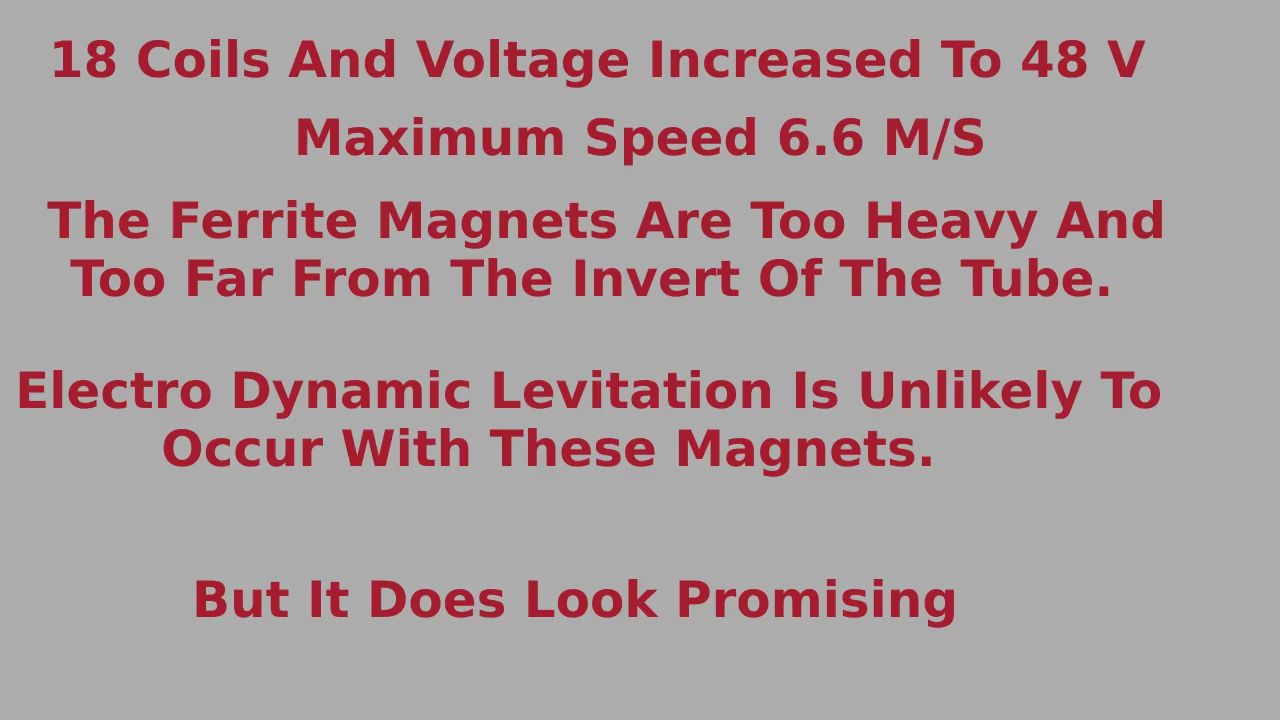 18 Coils And Voltage Increased To 48 V
Maximum Speed 6.6 M/S
The Ferrite Magnets Are Too Heavy And
Too Far From The Invert Of The Tube.
Electro Dynamic Levitation Is Unlikely To
Occur With These Magnets.
But It Does Look Promising